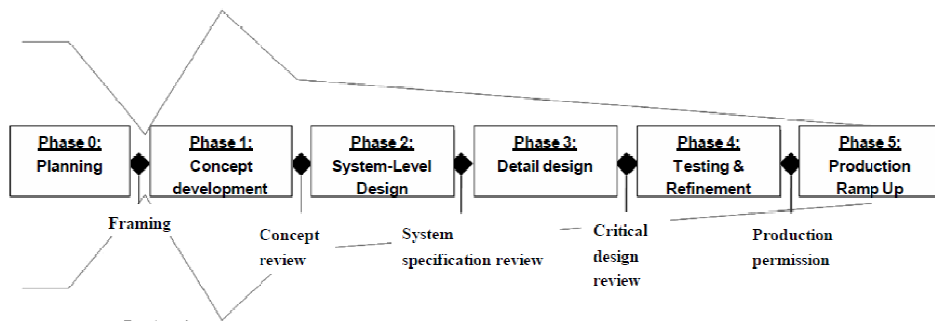 Phase 0:
Planning
Phase 1:
Concept
development
Phase 2:
System-Level
Design
Phase 3:
Detail design
Phase 4:
Testing &
Refinement
Phase 5:
Production
Ramp Up
Framing
Concept
review
System
specification review
Critical
design
review
Production
permission